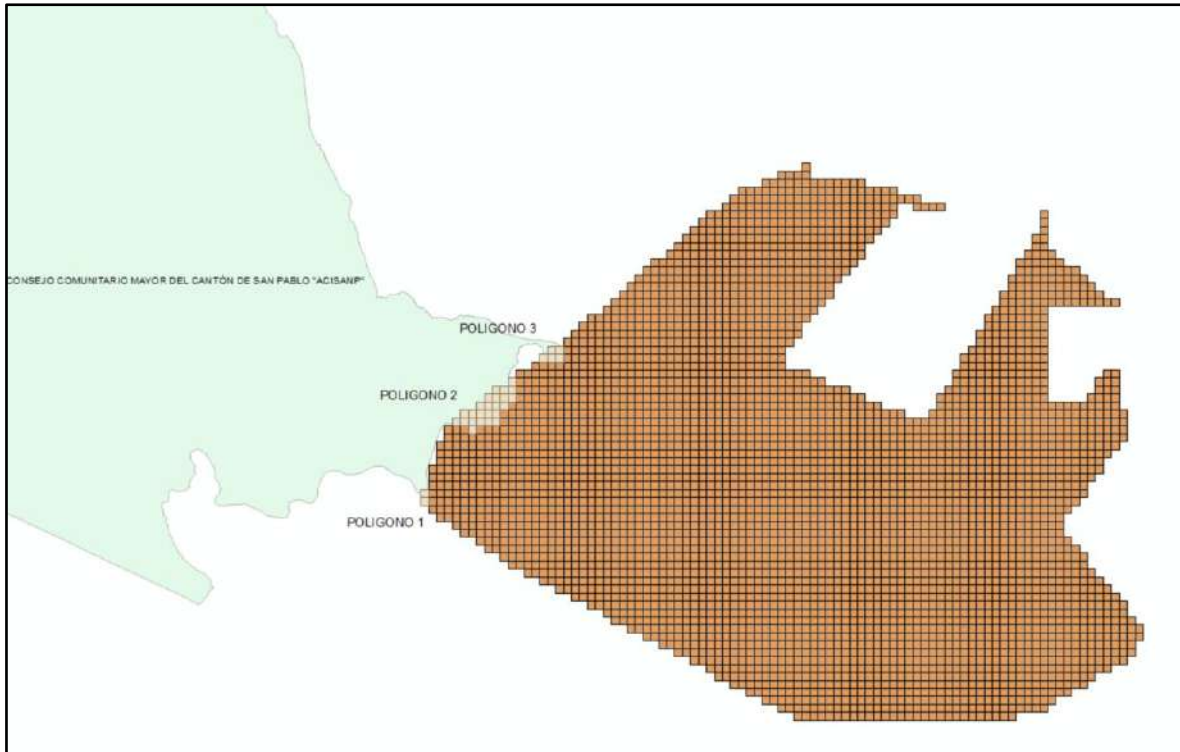 CONSEJO COMUNITARIO MAYOR DEL CANTÓN DE SAN PABLO "ACISANP"
POLIGONO 3
POLIGONO 2
POLIGONO 1